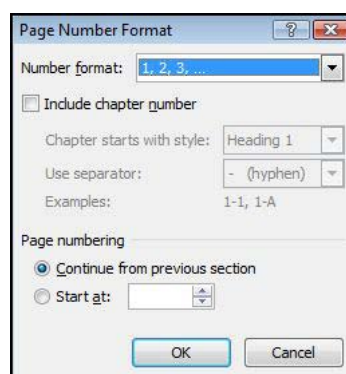 Page Number Format
Number format: 1, 2, 3, ...
Include chapter number
Chapter starts with style: Heading 1
Use separator: - (hyphen)
Examples: 1-1, 1-A
Page numbering
Continue from previous section
Start at:
OK Cancel